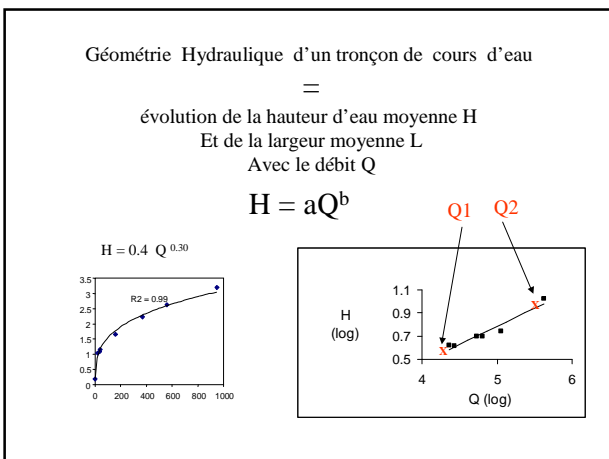 Géométrie Hydraulique d'un tronçon de cours d'eau
=
évolution de la hauteur d'eau moyenne H
Et de la largeur moyenne L
Avec le débit Q
H = aQb
Q1
Q2
H = 0.4 Q 0.30
3.5
3
2.5
2
1.5
1
0.5
0
R2 = 0.99
0 200 400 600 800 1000
H
(log)
1.1
0.9
0.7
0.5
x
x
4 5 6
Q (log)